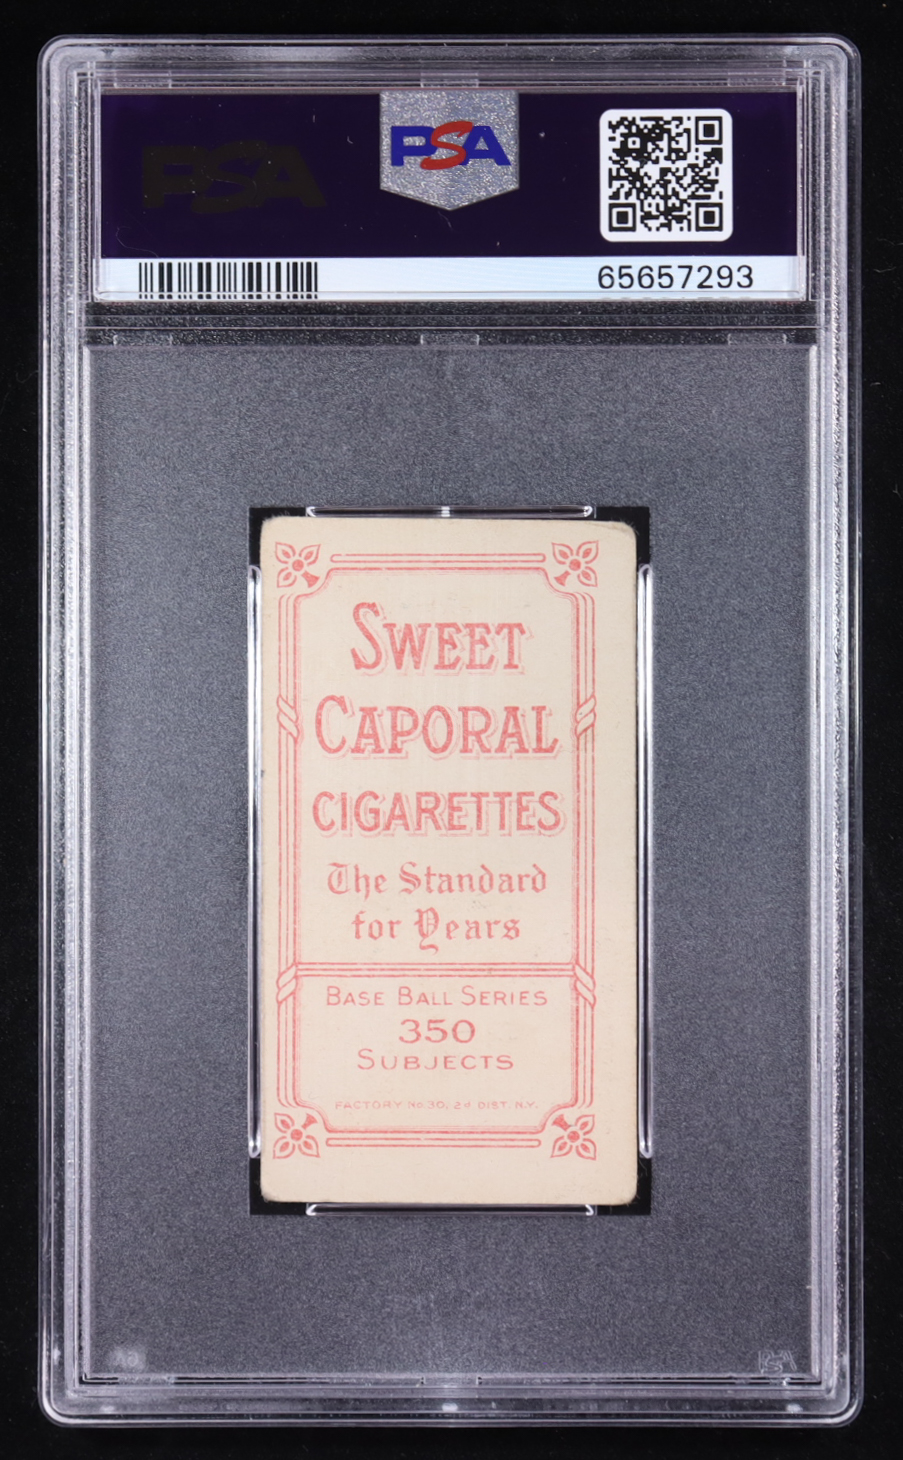 PSA
PSA
65657293
SWEET
CAPORAL
CIGARETTES
The Standard
for Years
BASE BALL SERIES
350
SUBJECTS
FACTORY No. 30, 2d DIST. N.Y.
PSA